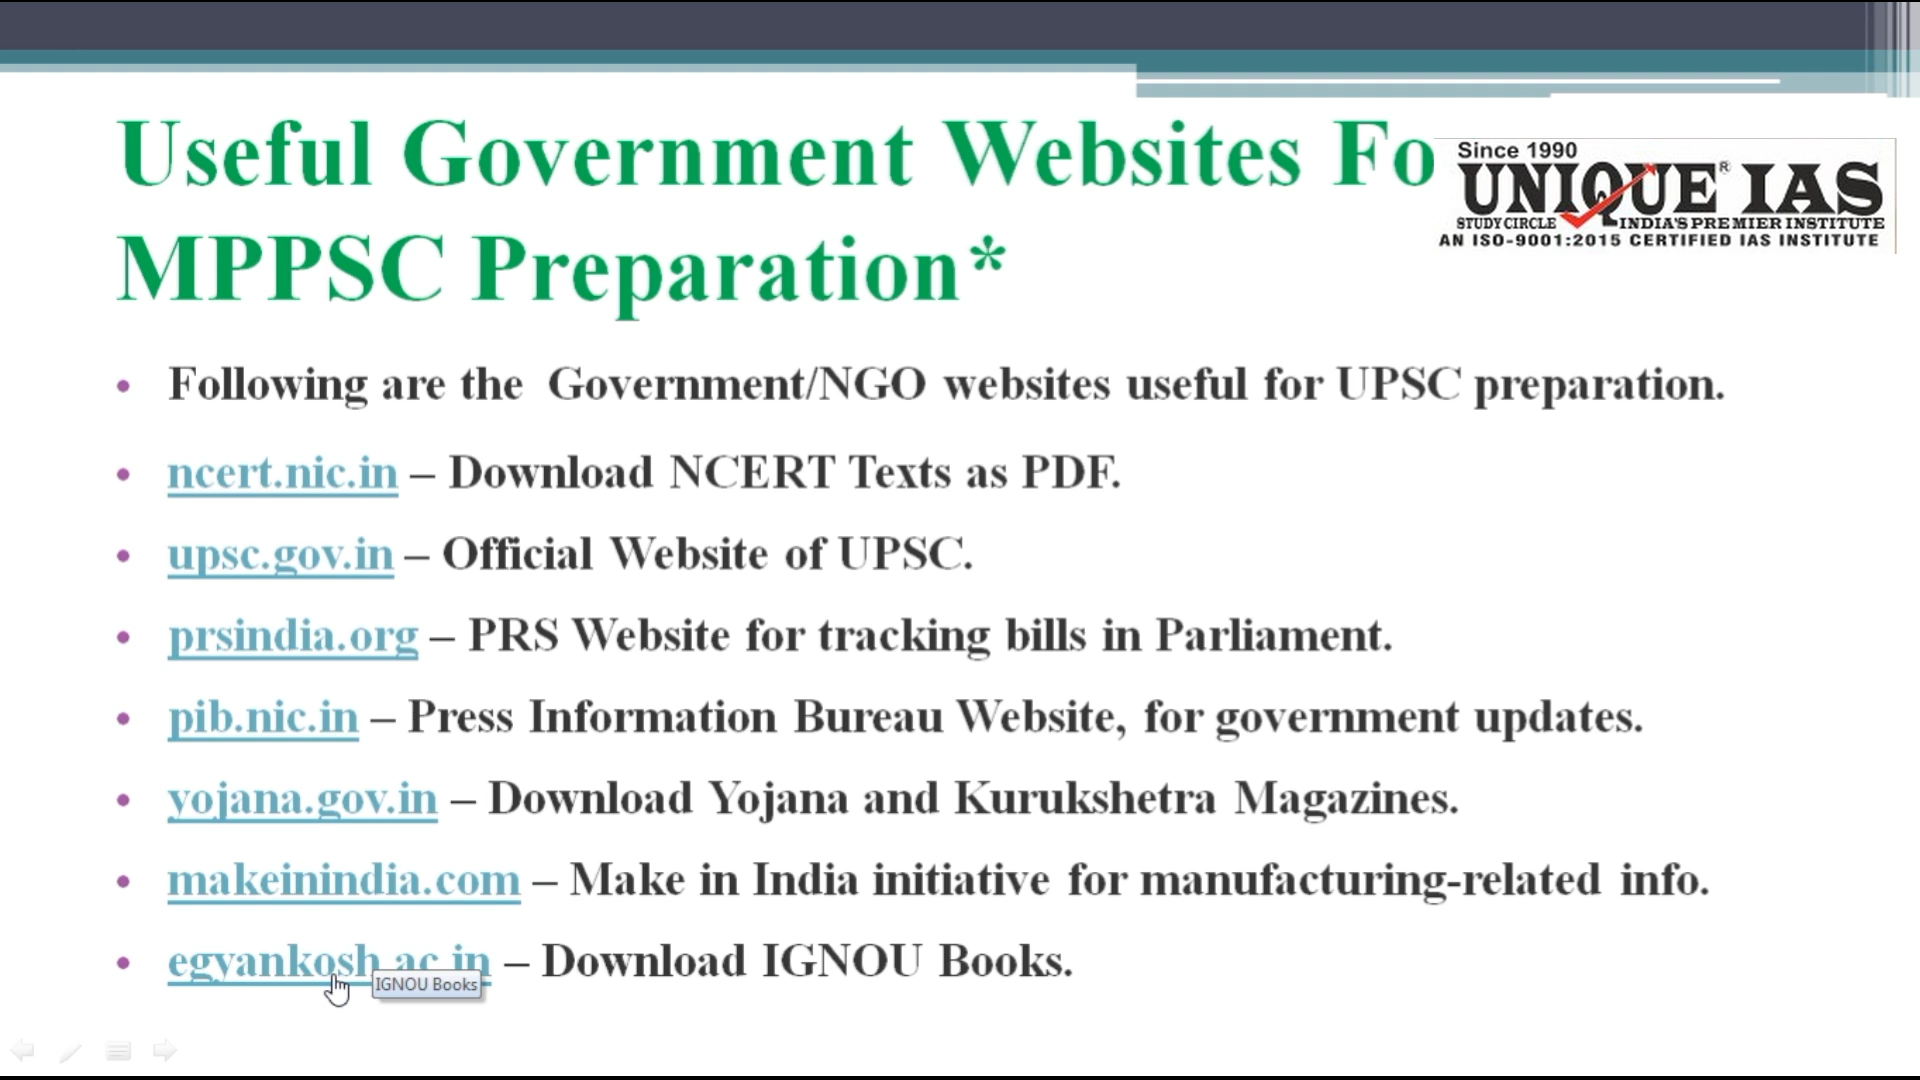 Useful Government Websites Fo
MPPSC Preparation*
Since 1990
UNIQUE® IAS
STUDY CIRCLE INDIA'S PREMIER INSTITUTE
AN ISO-9001:2015 CERTIFIED IAS INSTITUTE
• Following are the Government/NGO websites useful for UPSC preparation.
• ncert.nic.in – Download NCERT Texts as PDF.
• upsc.gov.in – Official Website of UPSC.
• prsindia.org – PRS Website for tracking bills in Parliament.
• pib.nic.in – Press Information Bureau Website, for government updates.
• yojana.gov.in – Download Yojana and Kurukshetra Magazines.
• makeinindia.com – Make in India initiative for manufacturing-related info.
• egyankosh.ac.in – Download IGNOU Books.
IGNOU Books